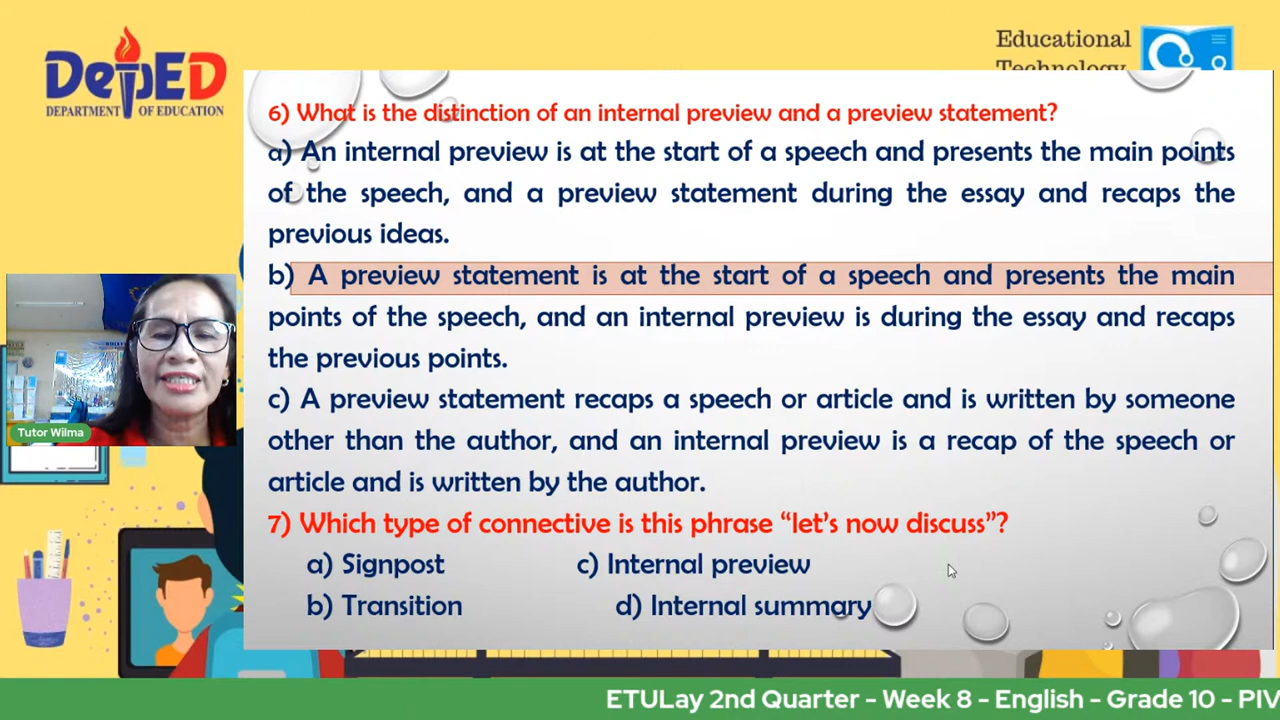 DepED
DEPARTMENT OF EDUCATION
Educational
Technology
6) What is the distinction of an internal preview and a preview statement?
a) An internal preview is at the start of a speech and presents the main points
of the speech, and a preview statement during the essay and recaps the
previous ideas.
b) A preview statement is at the start of a speech and presents the main
points of the speech, and an internal preview is during the essay and recaps
the previous points.
c) A preview statement recaps a speech or article and is written by someone
other than the author, and an internal preview is a recap of the speech or
article and is written by the author.
7) Which type of connective is this phrase “let’s now discuss”?
a) Signpost c) Internal preview
b) Transition d) Internal summary
Tutor Wilma
ETULay 2nd Quarter - Week 8 - English - Grade 10 - PIV